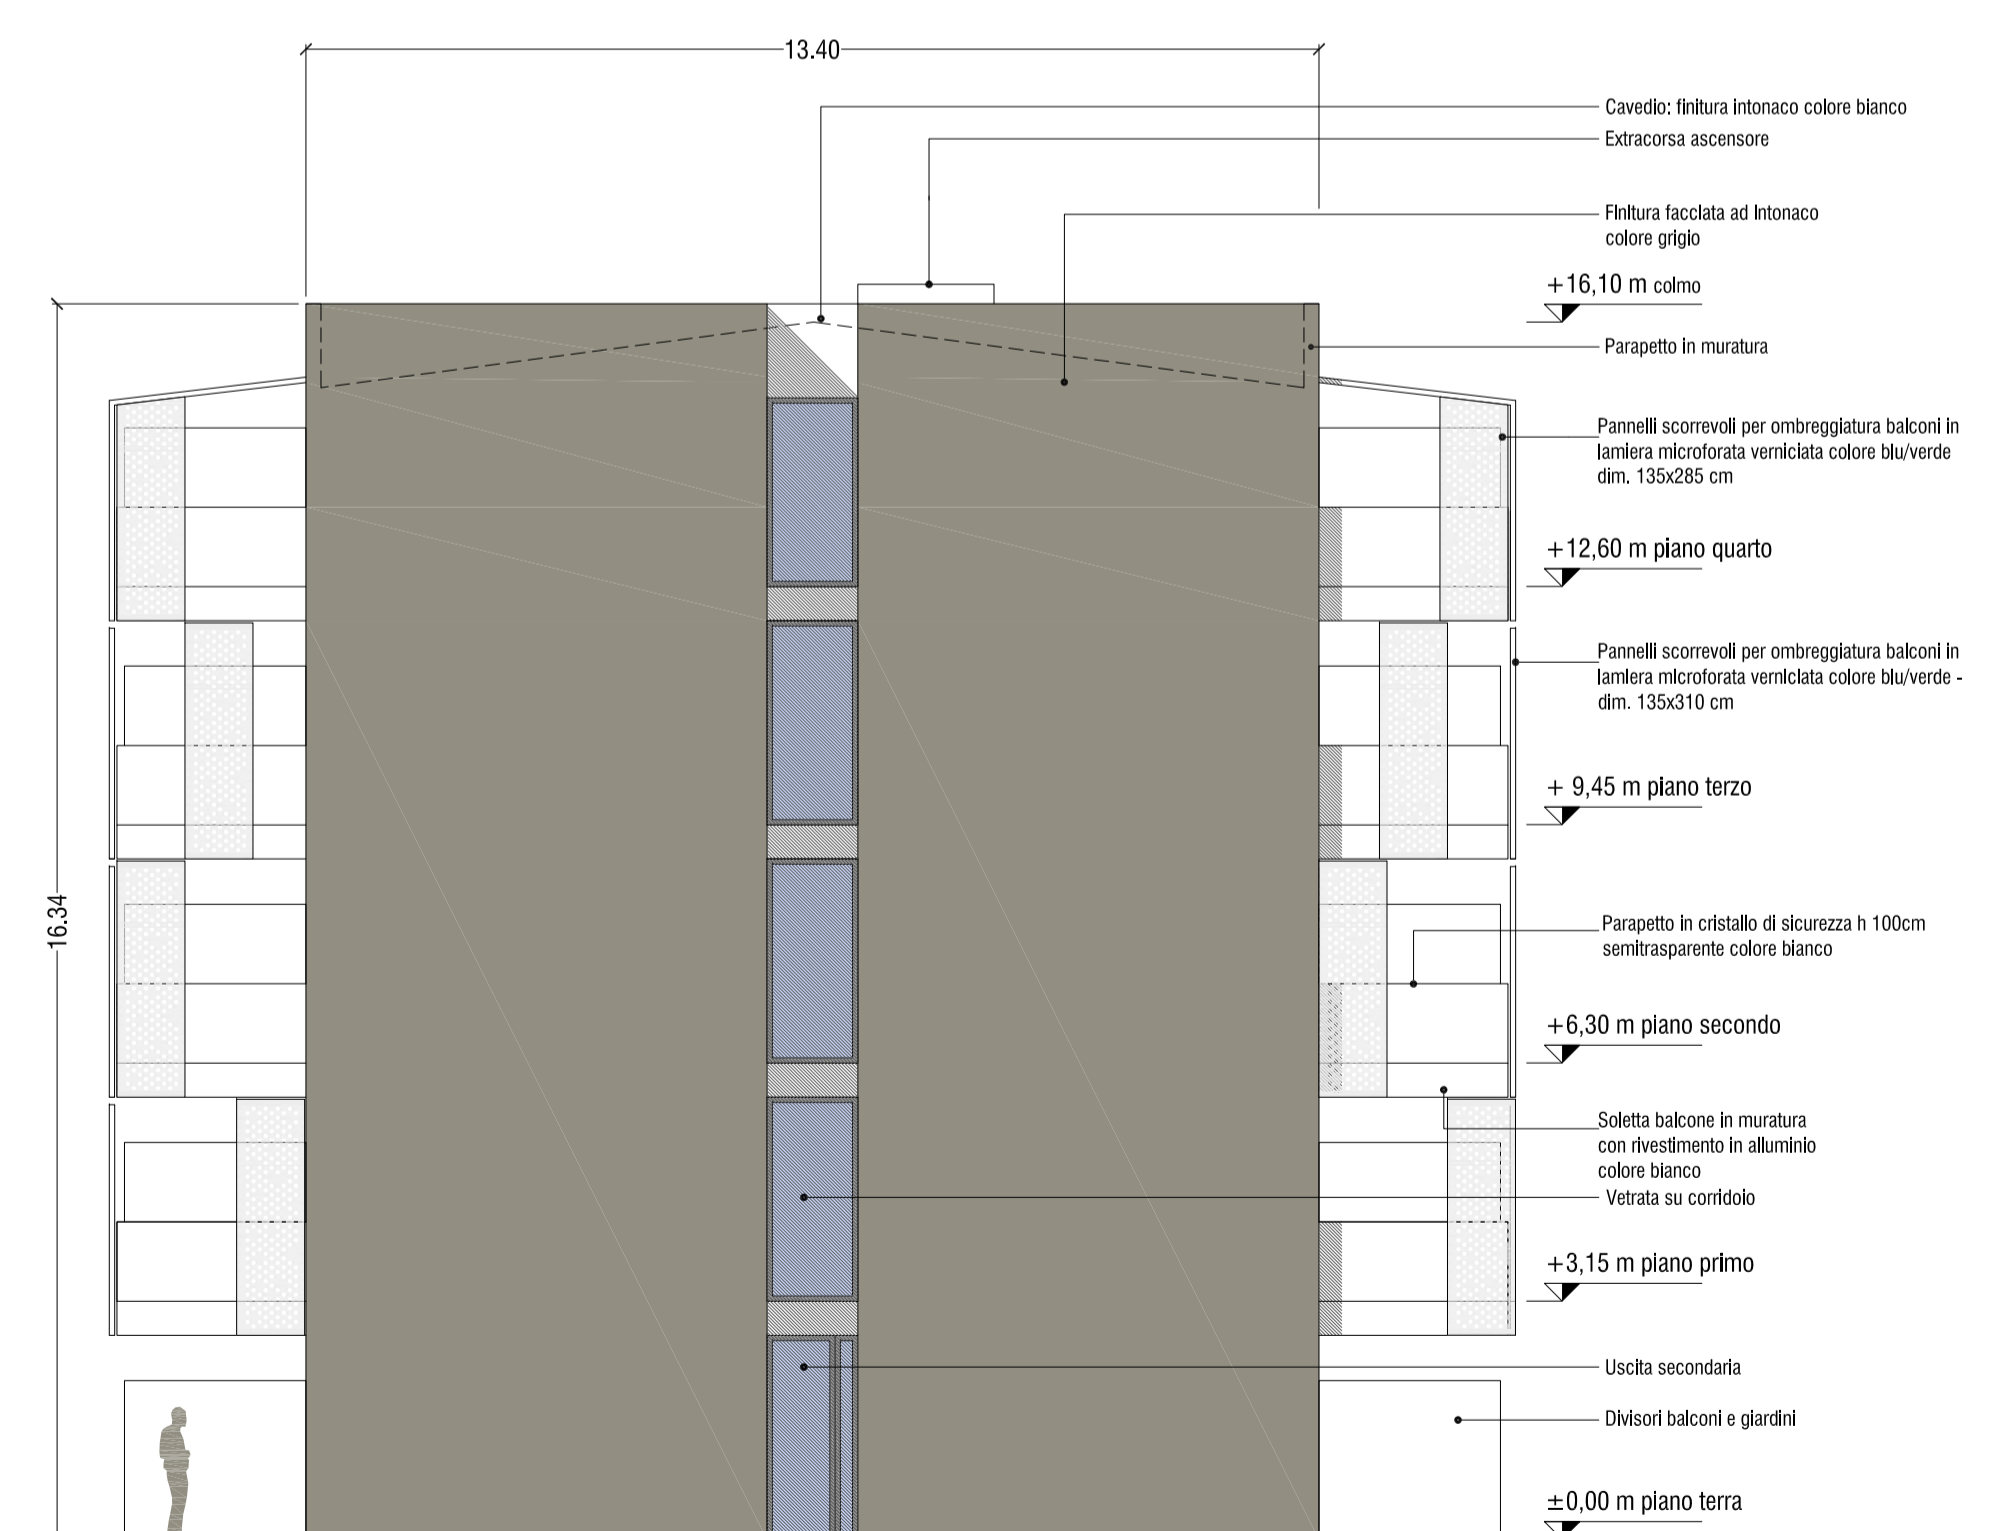 13.40
Cavedio: finitura intonaco colore bianco
Extracorsa ascensore
Finitura facciata ad intonaco
colore grigio
+16,10 m colmo
Parapetto in muratura
Pannelli scorrevoli per ombreggiatura balconi in
lamiera microforata verniciata colore blu/verde
dim. 135x285 cm
+12,60 m piano quarto
Pannelli scorrevoli per ombreggiatura balconi in
lamiera microforata verniciata colore blu/verde -
dim. 135x310 cm
+ 9,45 m piano terzo
16.34
Parapetto in cristallo di sicurezza h 100cm
semitrasparente colore bianco
+6,30 m piano secondo
Soletta balcone in muratura
con rivestimento in alluminio
colore bianco
Vetrata su corridoio
+3,15 m piano primo
Uscita secondaria
Divisori balconi e giardini
±0,00 m piano terra